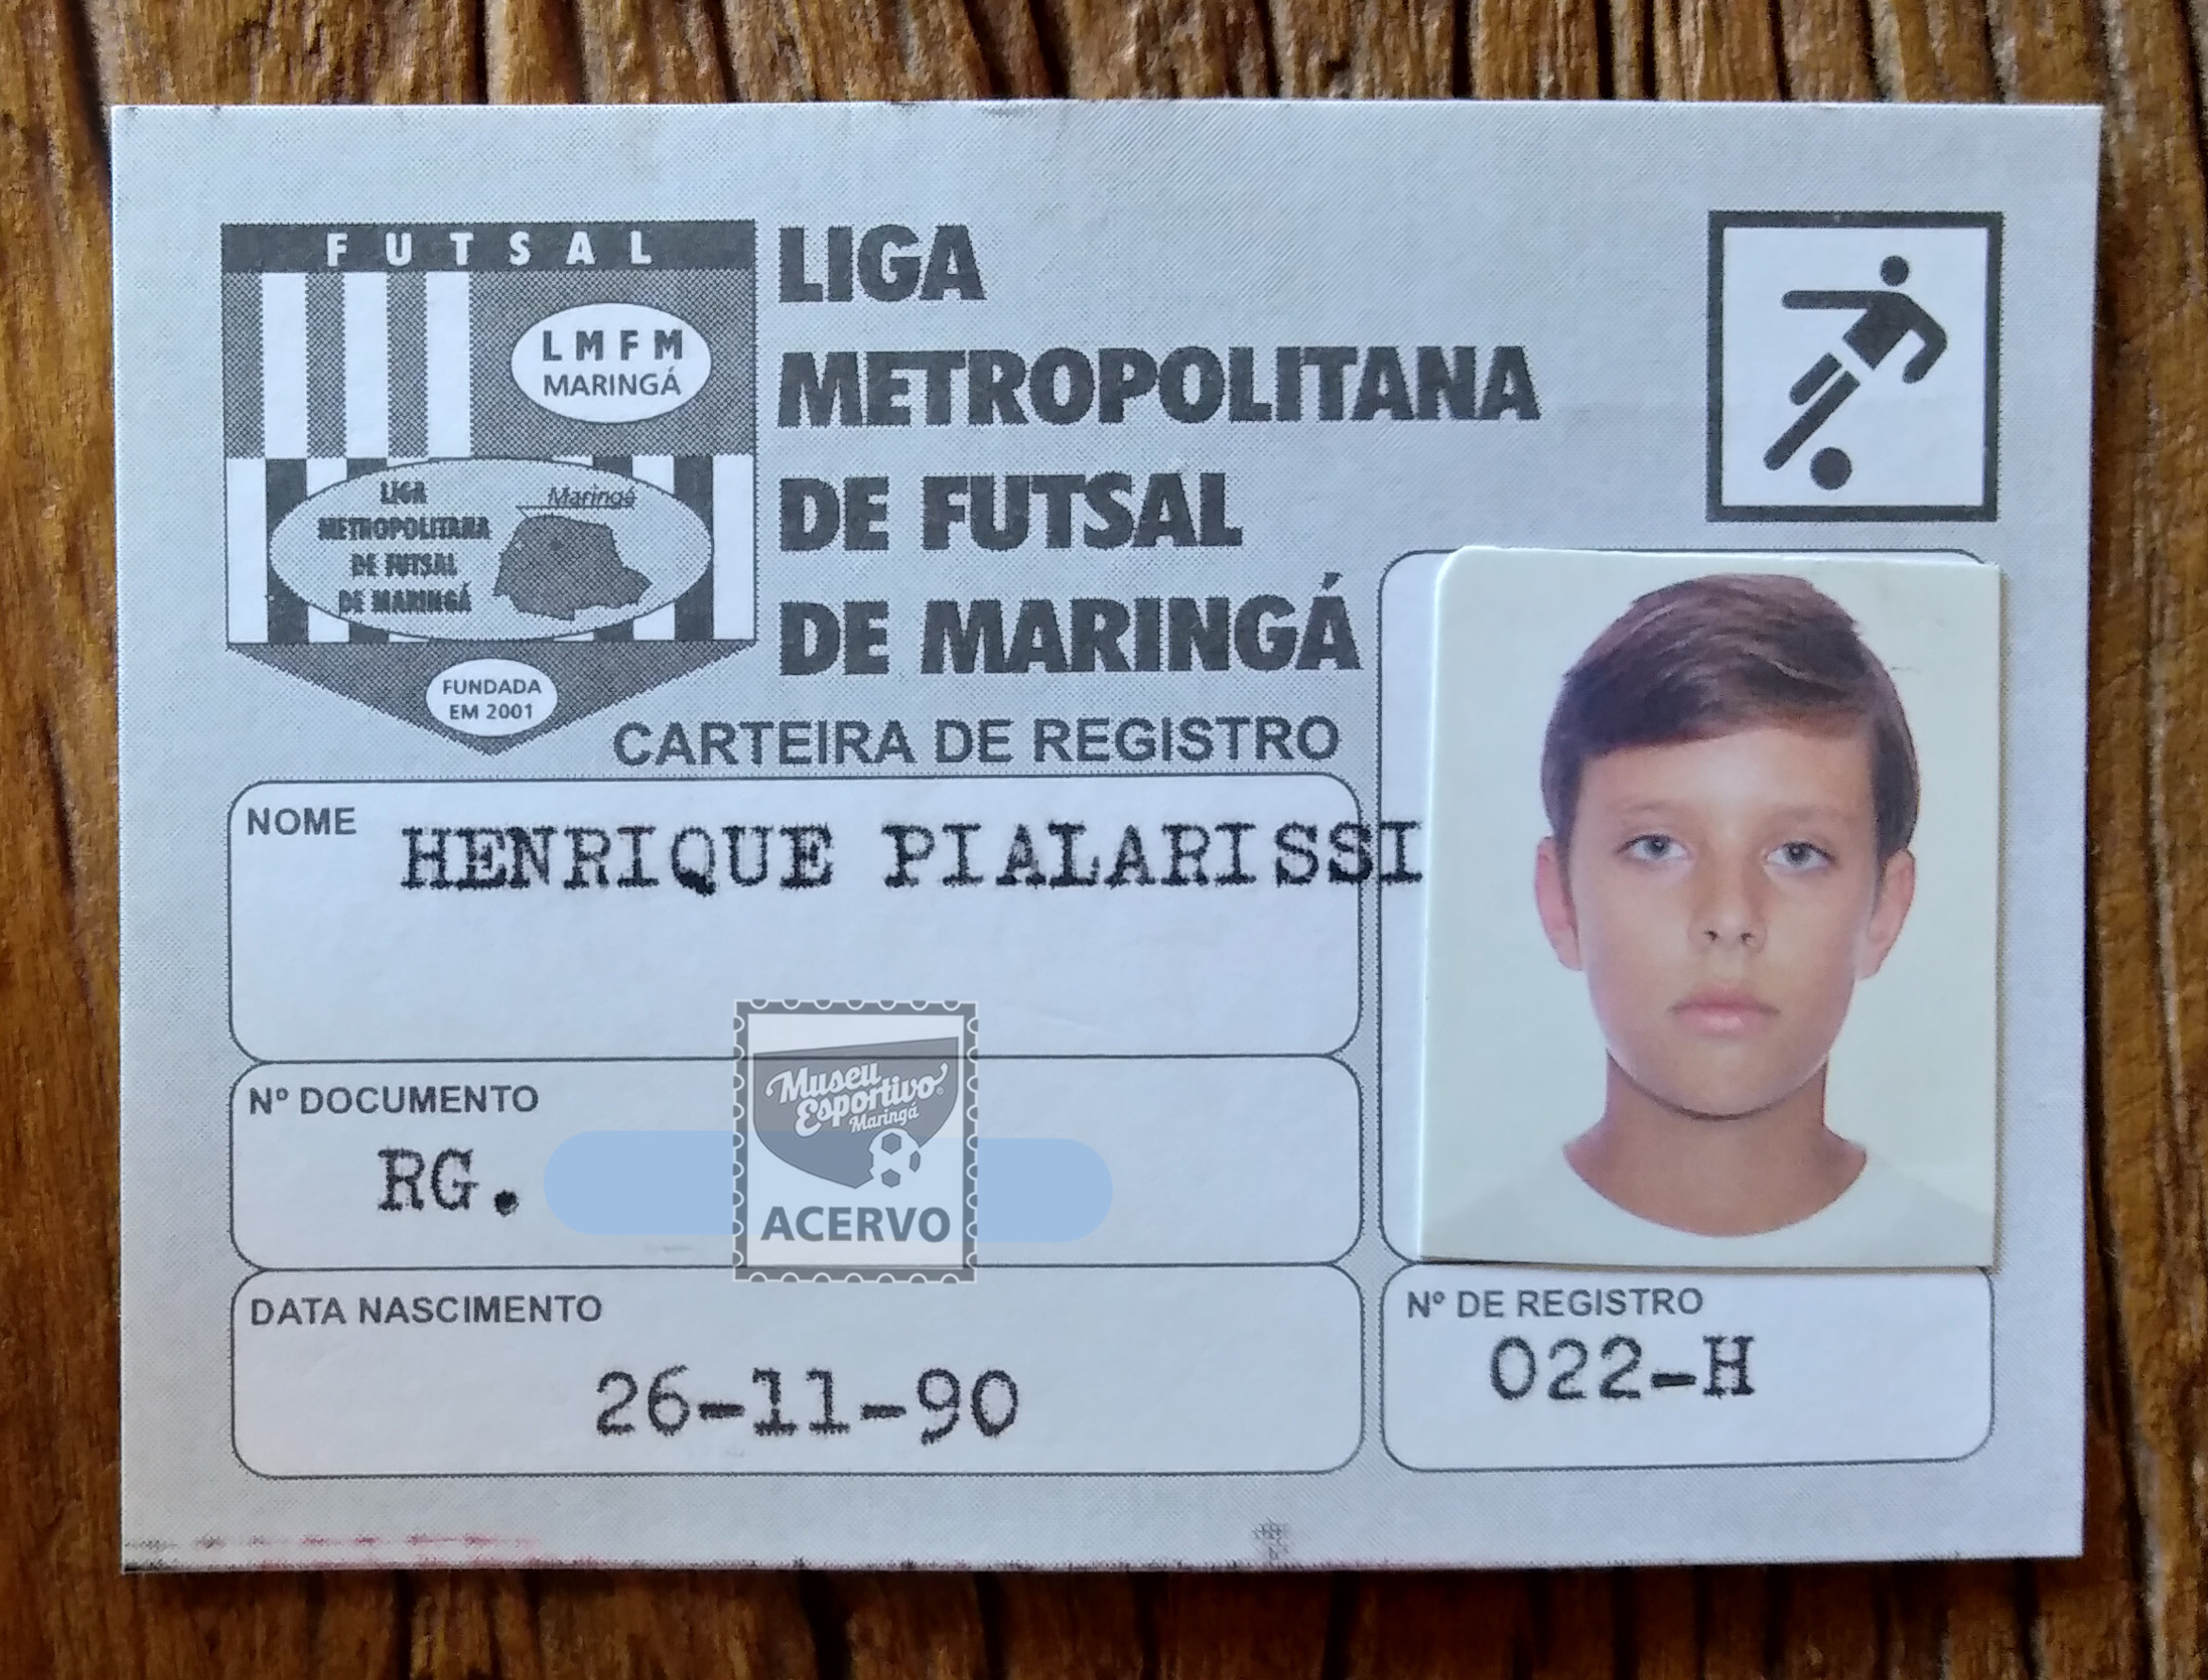 FUTSAL
LMFM
MARINGÁ
LIGA
METROPOLITANA
DE FUTSAL
DE MARINGÁ
Maringá
FUNDADA
EM 2001
LIGA
METROPOLITANA
DE FUTSAL
DE MARINGÁ
CARTEIRA DE REGISTRO
NOME
HENRIQUE PIALARISSI
Nº DOCUMENTO
RG.
Museu
Esportivo
Maringá
ACERVO
DATA NASCIMENTO
26-11-90
Nº DE REGISTRO
022-H